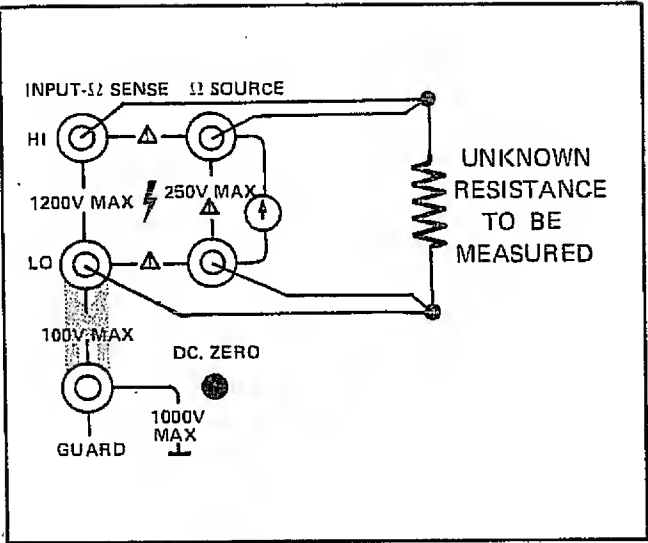 INPUT-Ω SENSE Ω SOURCE
HI
1200V MAX 250V MAX
UNKNOWN
RESISTANCE
TO BE
MEASURED
LO
100V MAX
DC. ZERO
1000V
MAX
GUARD